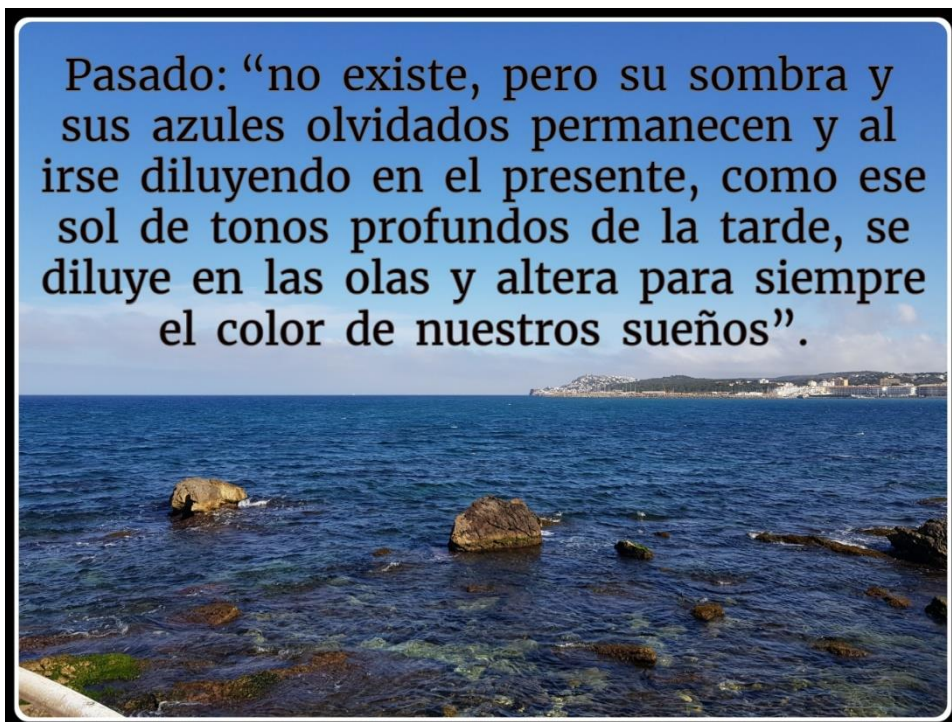 Pasado: “no existe, pero su sombra y
sus azules olvidados permanecen y al
irse diluyendo en el presente, como ese
sol de tonos profundos de la tarde, se
diluye en las olas y altera para siempre
el color de nuestros sueños”.